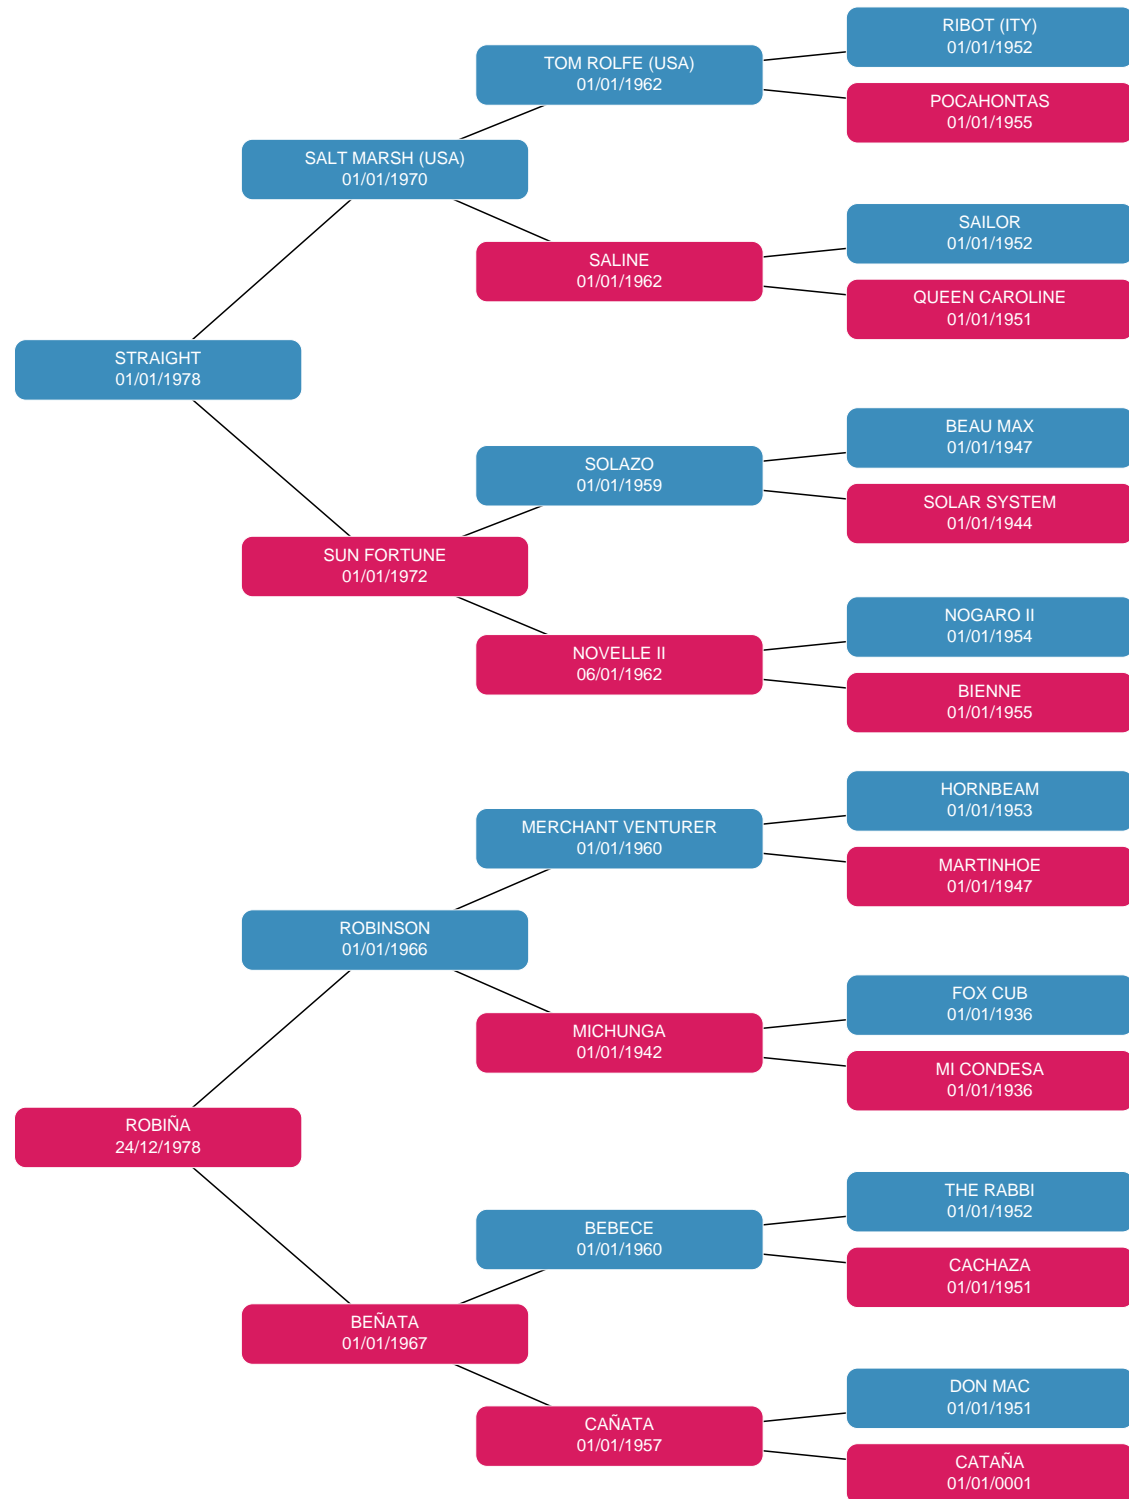 RIBOT (ITY)
01/01/1952
TOM ROLFE (USA)
01/01/1962
POCAHONTAS
01/01/1955
SALT MARSH (USA)
01/01/1970
SAILOR
01/01/1952
SALINE
01/01/1962
QUEEN CAROLINE
01/01/1951
STRAIGHT
01/01/1978
BEAU MAX
01/01/1947
SOLAZO
01/01/1959
SOLAR SYSTEM
01/01/1944
SUN FORTUNE
01/01/1972
NOGARO II
01/01/1954
NOVELLE II
06/01/1962
BIENNE
01/01/1955
HORNBEAM
01/01/1953
MERCHANT VENTURER
01/01/1960
MARTINHOE
01/01/1947
ROBINSON
01/01/1966
FOX CUB
01/01/1936
MICHUNGA
01/01/1942
MI CONDESA
01/01/1936
ROBIÑA
24/12/1978
THE RABBI
01/01/1952
BEBECE
01/01/1960
CACHAZA
01/01/1951
BEÑATA
01/01/1967
DON MAC
01/01/1951
CAÑATA
01/01/1957
CATAÑA
01/01/0001